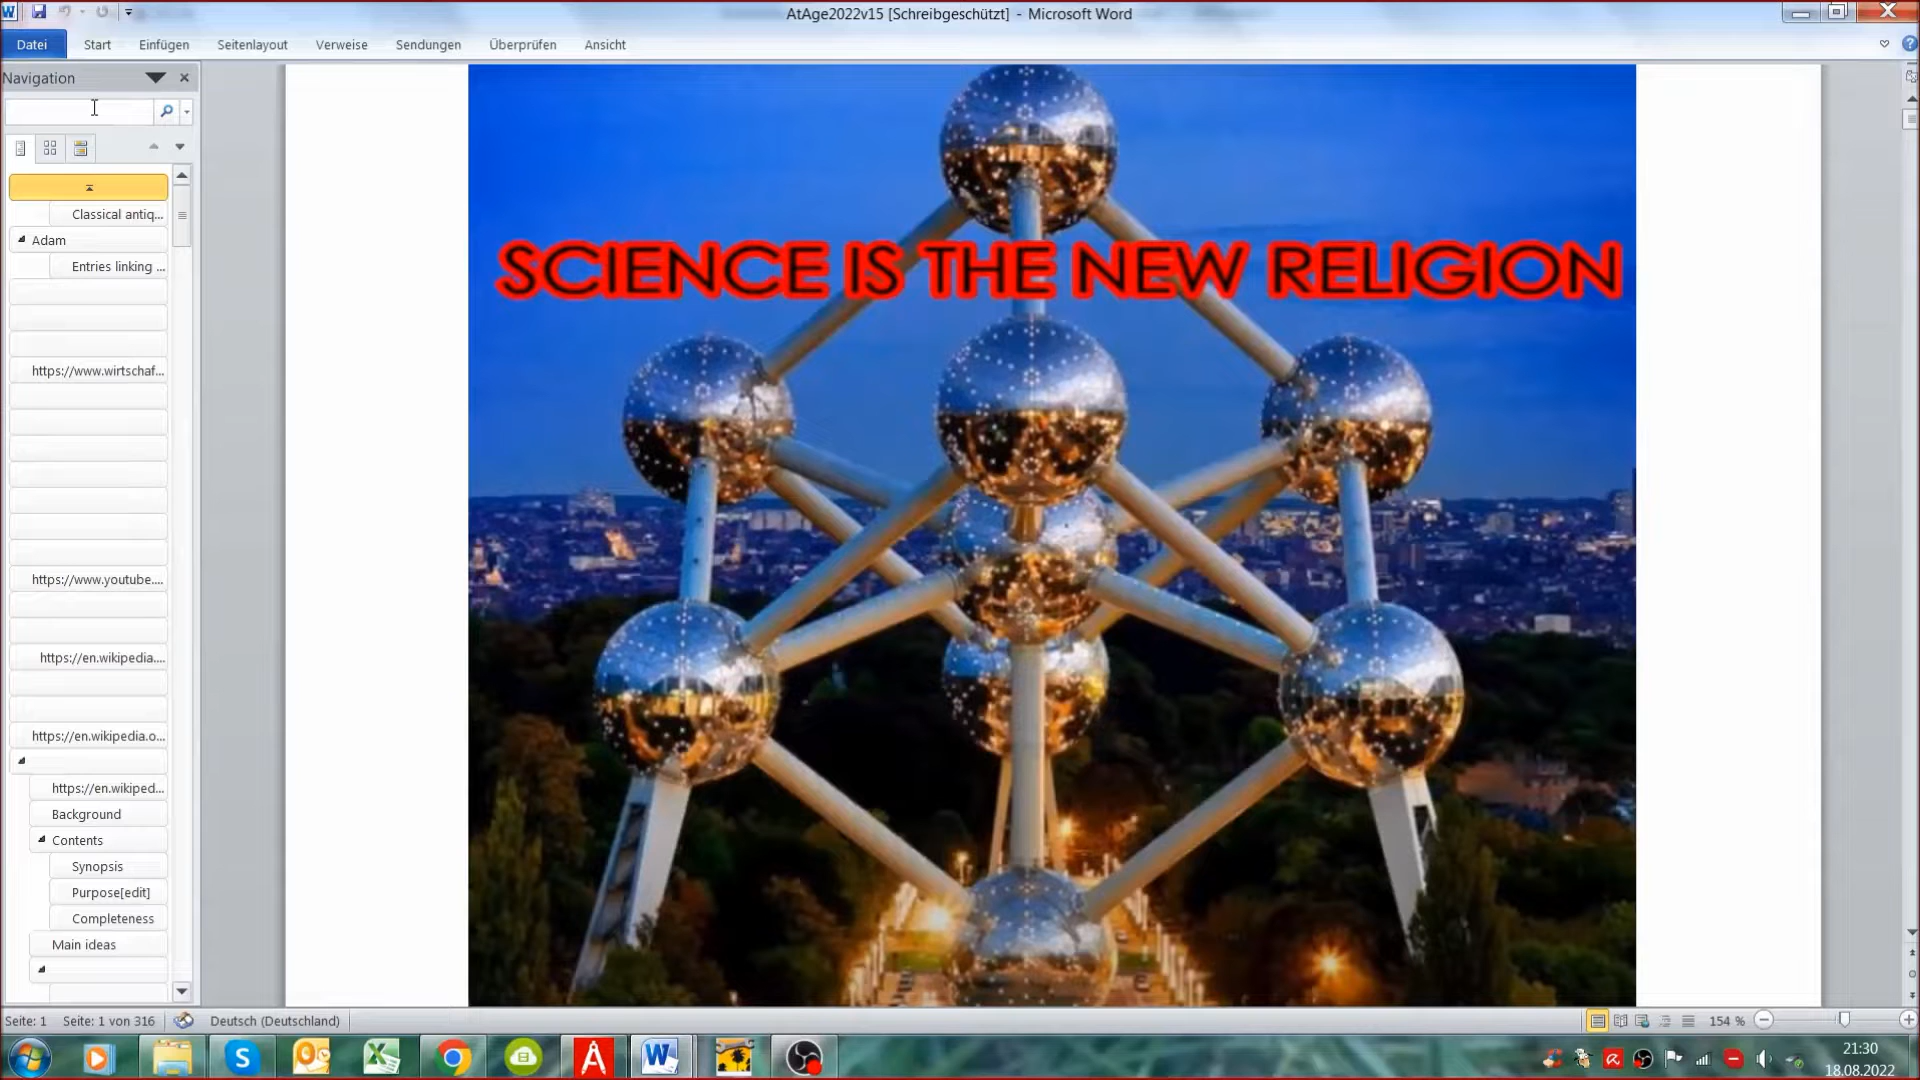 AtAge2022v15 [Schreibgeschützt] - Microsoft Word
Datei Start Einfügen Seitenlayout Verweise Sendungen Überprüfen Ansicht
Navigation
Classical antiq...
Adam
Entries linking ...
https://www.wirtschaf...
https://www.youtube....
https://en.wikipedia....
https://en.wikipedia.o...
https://en.wikiped...
Background
Contents
Synopsis
Purpose[edit]
Completeness
Main ideas
SCIENCE IS THE NEW RELIGION
Seite: 1 Seite: 1 von 316 Deutsch (Deutschland) 154 %
21:30
18.08.2022